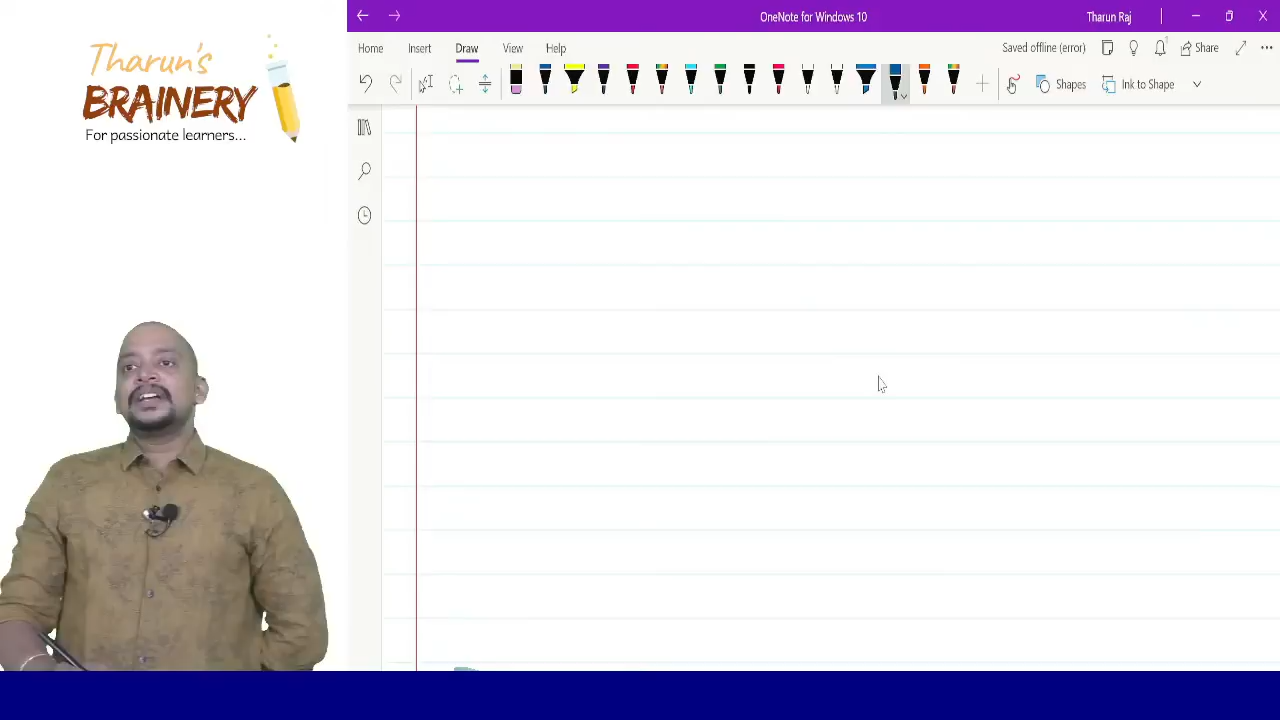 Tharun's
BRAINERY
For passionate learners...
OneNote for Windows 10
Tharun Raj
Home Insert Draw View Help
Saved offline (error)
Share
Shapes
Ink to Shape